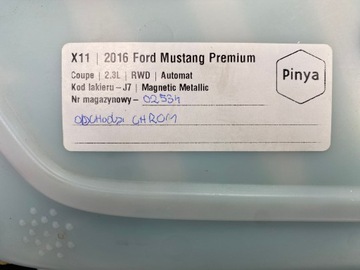 X11 | 2016 Ford Mustang Premium
Coupe | 2.3L | RWD | Automat
Kod lakieru – J7 | Magnetic Metallic
Nr magazynowy - 02534
ODCHODZI CHROM
Pinya